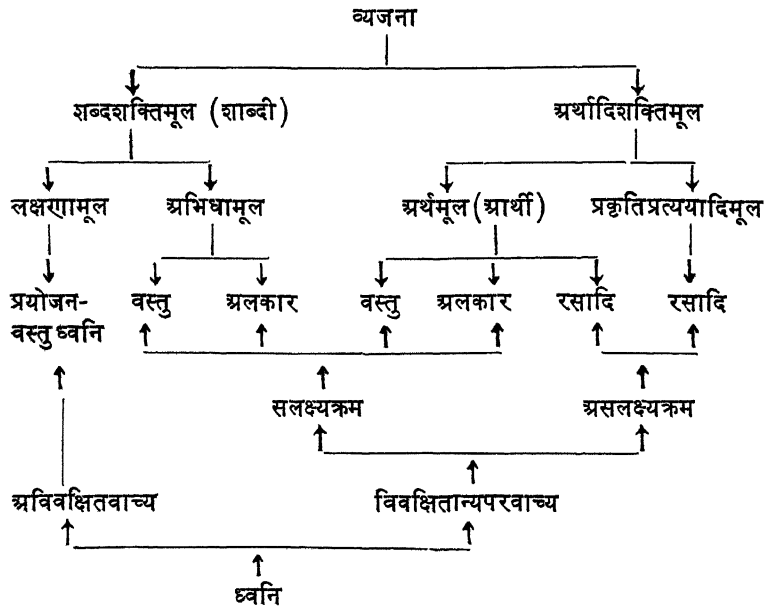 व्यजना
शब्दशक्तिमूल (शाब्दी) अर्थादिशक्तिमूल
लक्षणामूल अभिधामूल अर्थमूल (आर्थी) प्रकृतिप्रत्ययादिमूल
प्रयोजन- वस्तु अलकार वस्तु अलकार रसादि रसादि
वस्तु ध्वनि
सलक्ष्यक्रम असलक्ष्यक्रम
अविवक्षितवाच्य विवक्षितान्यपरवाच्य
ध्वनि